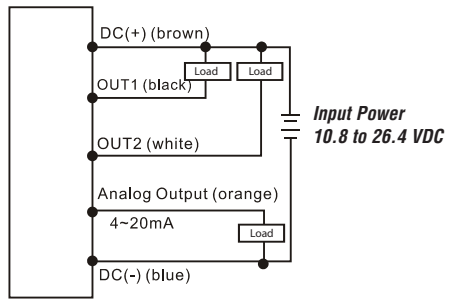 DC(+) (brown)
Load
Load
OUT1 (black)
Input Power
10.8 to 26.4 VDC
OUT2 (white)
Analog Output (orange)
4~20mA
Load
DC(-) (blue)